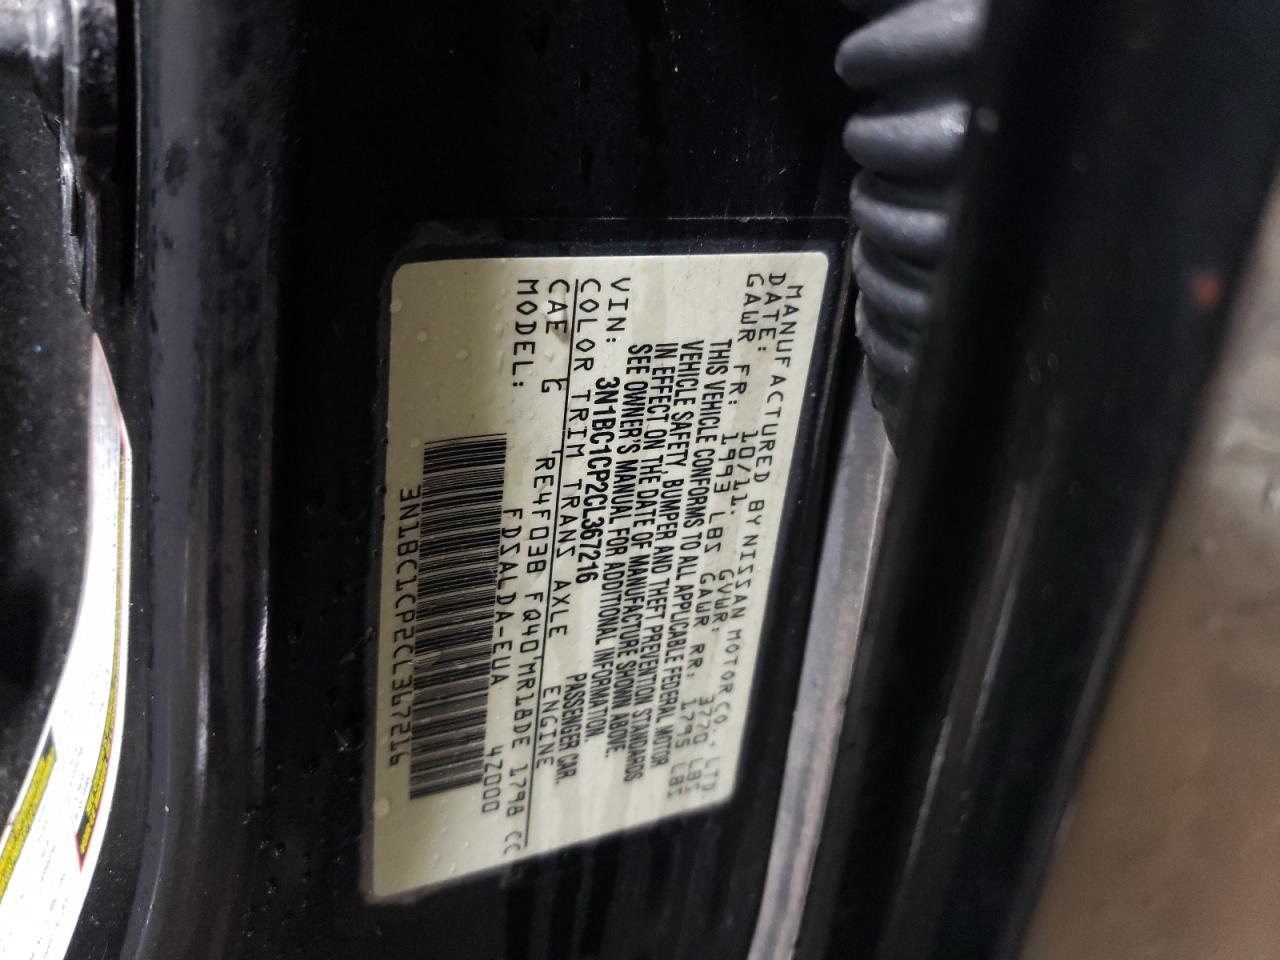 MANUFACTURED BY NISSAN MOTOR CO., LTD.
DATE: 10/11. GVWR: 3770 LBS
GAWR FR: 1993 LBS GAWR RR: 1795 LBS
THIS VEHICLE CONFORMS TO ALL APPLICABLE FEDERAL MOTOR
VEHICLE SAFETY, BUMPER AND THEFT PREVENTION STANDARDS
IN EFFECT ON THE DATE OF MANUFACTURE SHOWN ABOVE.
SEE OWNER'S MANUAL FOR ADDITIONAL INFORMATION.
VIN: 3N1BC1CP2CL367216 PASSENGER CAR.
COLOR TRIM TRANS AXLE ENGINE
CAE G RE4F03B FQ40 MR18DE 1798 CC
MODEL: FDSALDA-EUA 4Z000
3N1BC1CP2CL367216